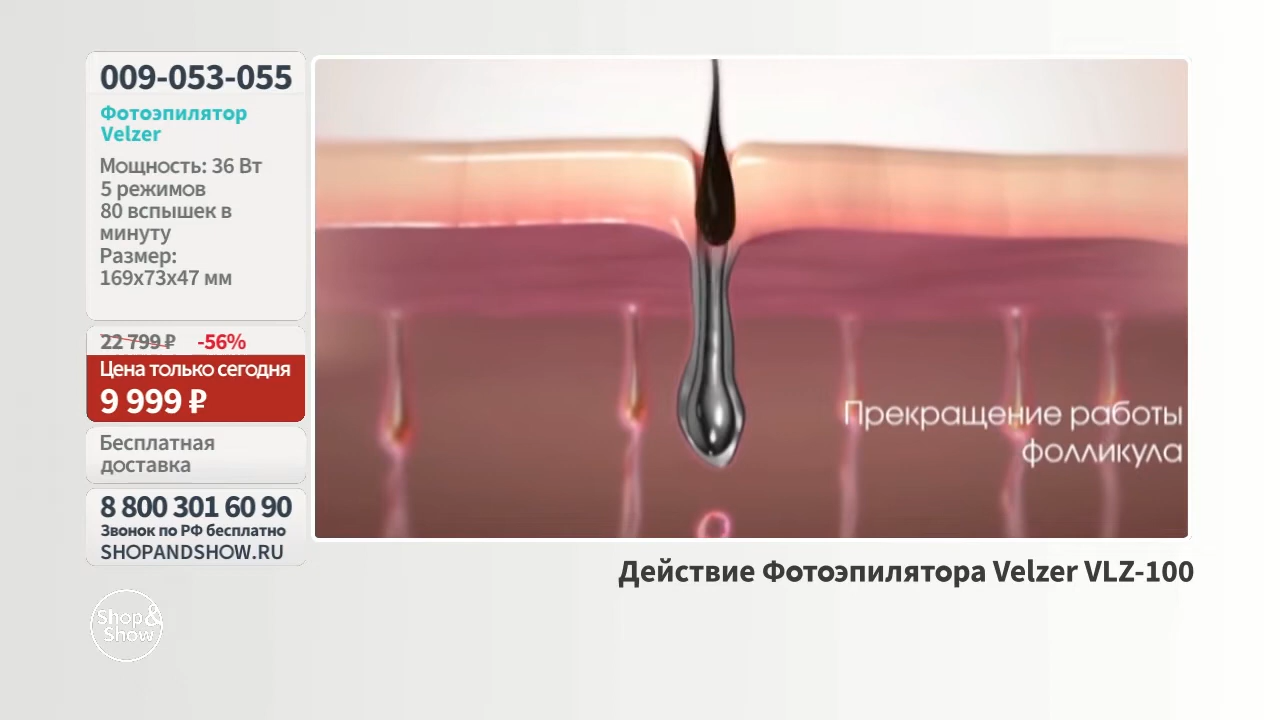 009-053-055
Фотоэпилятор
Velzer
Мощность: 36 Вт
5 режимов
80 вспышек в
минуту
Размер:
169x73x47 мм
22 799 ₽ -56%
Цена только сегодня
9 999 ₽
Бесплатная
доставка
8 800 301 60 90
Звонок по РФ бесплатно
SHOPANDSHOW.RU
Shop&
Show
Прекращение работы
фолликула
Действие Фотоэпилятора Velzer VLZ-100